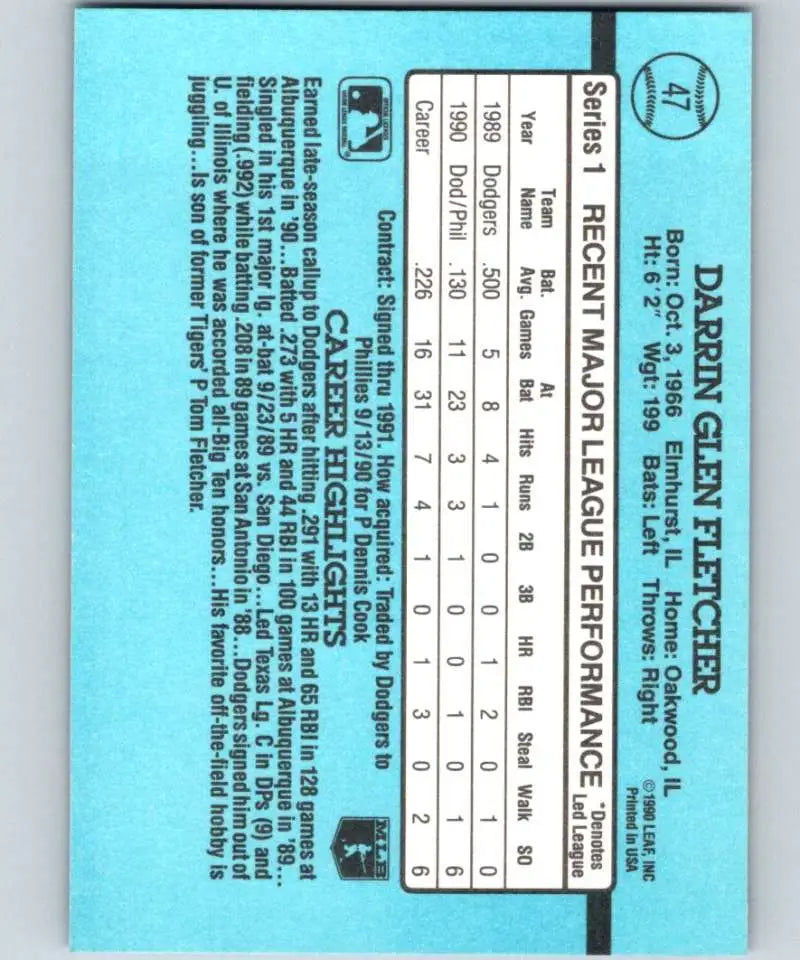 47
DARRIN GLEN FLETCHER
Born: Oct. 3, 1966 Elmhurst, IL Home: Oakwood, IL
Ht: 6'2" Wgt: 199 Bats: Left Throws: Right
©1990 LEAF, INC
Printed in USA
Series 1 RECENT MAJOR LEAGUE PERFORMANCE *Denotes Led League
Year Team Name Bat. Avg. Games At Bat Hits Runs 2B 3B HR RBI Steal Walk SO
1989 Dodgers .500 5 8 4 1 0 0 1 2 0 1 0
1990 Dod/Phil .130 11 23 3 3 1 0 0 1 0 1 6
Career .226 16 31 7 4 1 0 1 3 0 2 6
Contract: Signed thru 1991. How acquired: Traded by Dodgers to
Phillies 9/13/90 for P Dennis Cook
MLB
CAREER HIGHLIGHTS
Earned late-season callup to Dodgers after hitting .291 with 13 HR and 65 RBI in 128 games at
Albuquerque in '90...Batted .273 with 5 HR and 44 RBI in 100 games at Albuquerque in '89...
Singled in his 1st major lg. at-bat 9/23/89 vs. San Diego...Led Texas Lg. C in DPs (9) and
fielding (.992) while batting .208 in 89 games at San Antonio in '88...Dodgers signed him out of
U. of Illinois where he was accorded all-Big Ten honors...His favorite off-the-field hobby is
juggling...Is son of former Tigers' P Tom Fletcher.